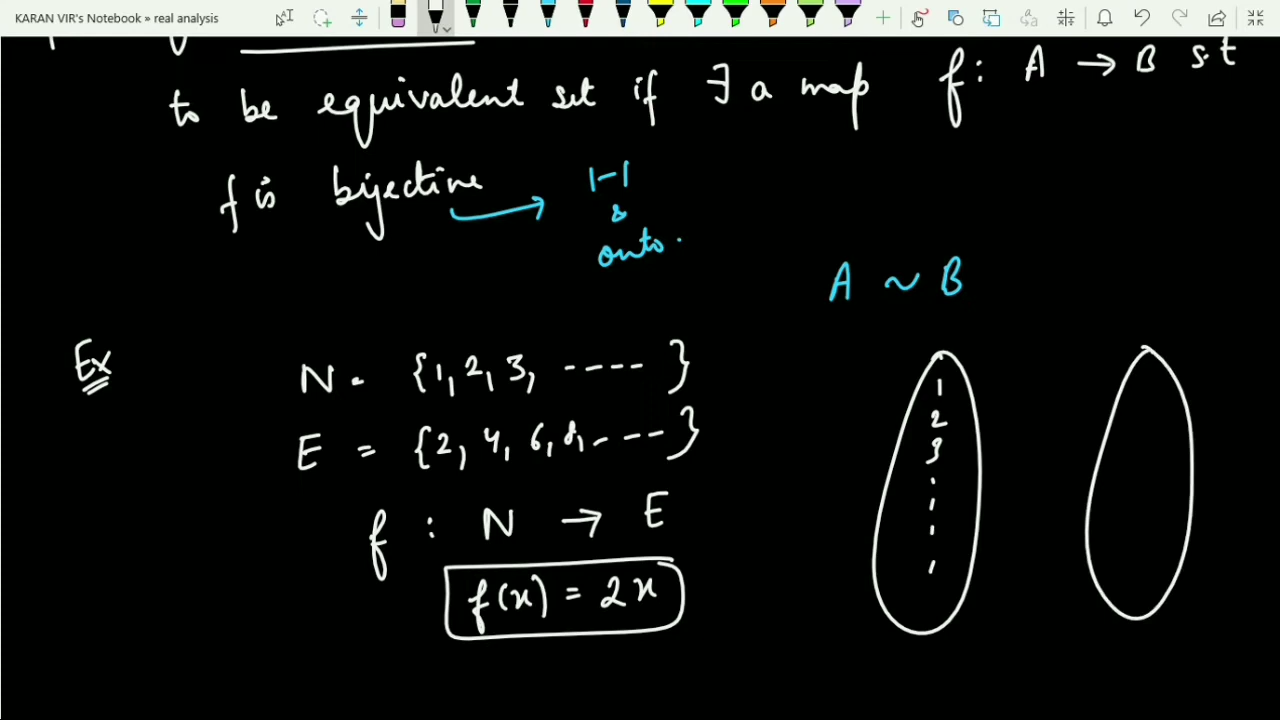 KARAN VIR's Notebook » real analysis
to be equivalent set if ∃ a map f: A → B s.t
f is bijective → 1-1
&
onto.
A ~ B
Ex
N = {1, 2, 3, ---- }
E = {2, 4, 6, 8, ---- }
f : N → E
f(x) = 2x
1
2
3